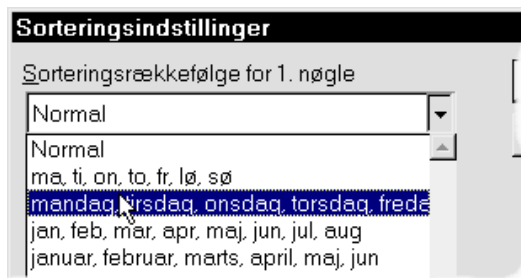 Sorteringsindstillinger
Sorteringsrækkefølge for 1. nøgle
Normal
Normal
ma, ti, on, to, fr, lø, sø
mandag, tirsdag, onsdag, torsdag, freda
jan, feb, mar, apr, maj, jun, jul, aug
januar, februar, marts, april, maj, jun